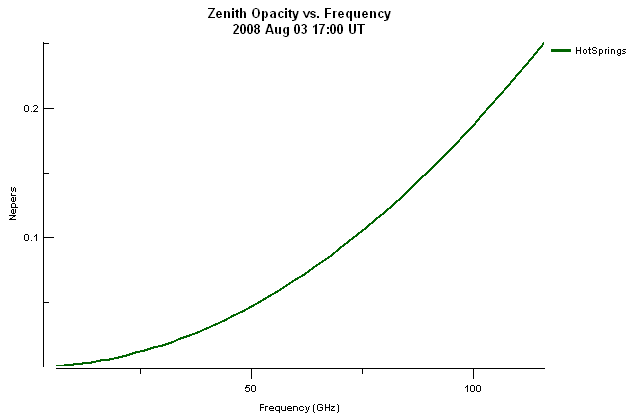 Zenith Opacity vs. Frequency
2008 Aug 03 17:00 UT
HotSprings
0.2
Nepers
0.1
50
100
Frequency (GHz)